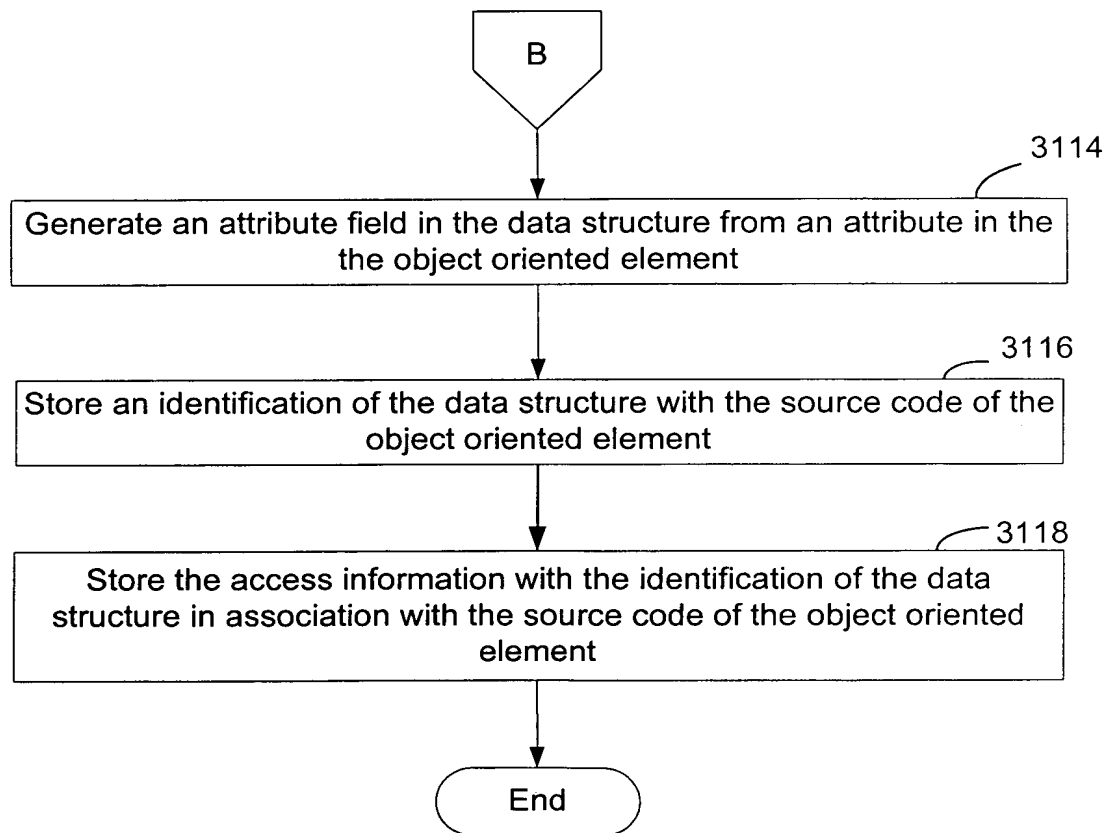 B
3114
Generate an attribute field in the data structure from an attribute in the
the object oriented element
3116
Store an identification of the data structure with the source code of the
object oriented element
3118
Store the access information with the identification of the data
structure in association with the source code of the object oriented
element
End